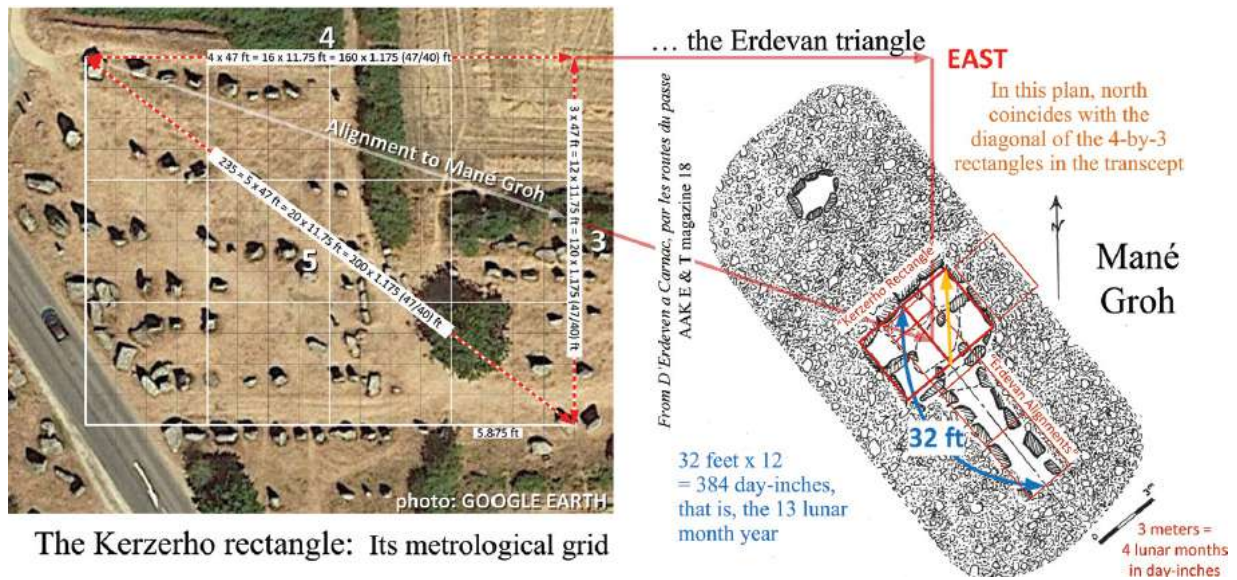 4
4 x 47 ft = 16 x 11.75 ft = 160 x 1.175 (47/40) ft
Alignment to Mané Groh
235 = 5 x 47 ft = 20 x 11.75 ft = 200 x 1.175 (47/40) ft
5
3 x 47 ft = 12 x 11.75 ft = 120 x 1.175 (47/40) ft
3
5.875 ft
photo: GOOGLE EARTH
The Kerzerho rectangle: Its metrological grid
... the Erdevan triangle
EAST
In this plan, north
coincides with the
diagonal of the 4-by-3
rectangles in the transcept
From D'Erdeven a Carnac, par les routes du passe
AAK E & T magazine 18
Mané
Groh
"Kerzerho Rectangle"
"Erdevan Alignments"
32 ft
32 feet x 12
= 384 day-inches,
that is, the 13 lunar
month year
3 meters =
4 lunar months
in day-inches